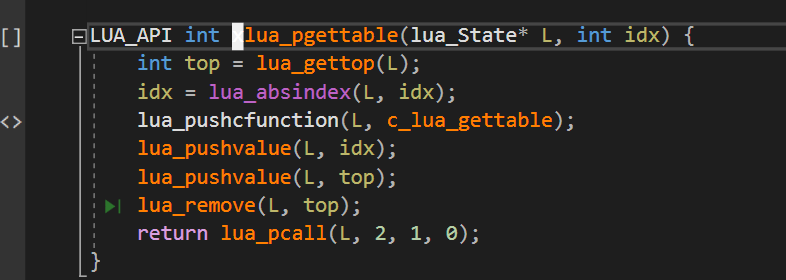 LUA_API int xlua_pgettable(lua_State* L, int idx) {
int top = lua_gettop(L);
idx = lua_absindex(L, idx);
lua_pushcfunction(L, c_lua_gettable);
lua_pushvalue(L, idx);
lua_pushvalue(L, top);
lua_remove(L, top);
return lua_pcall(L, 2, 1, 0);
}